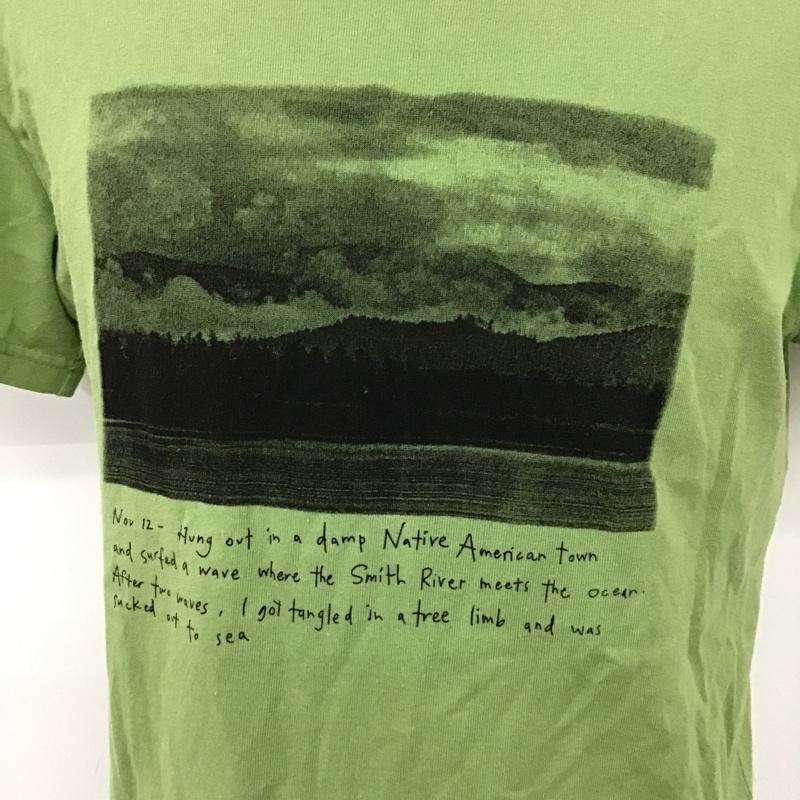 Nov 12 - Hung out in a damp Native American town
and surfed a wave where the Smith River meets the ocean.
After two waves, I got tangled in a tree limb and was
sucked out to sea